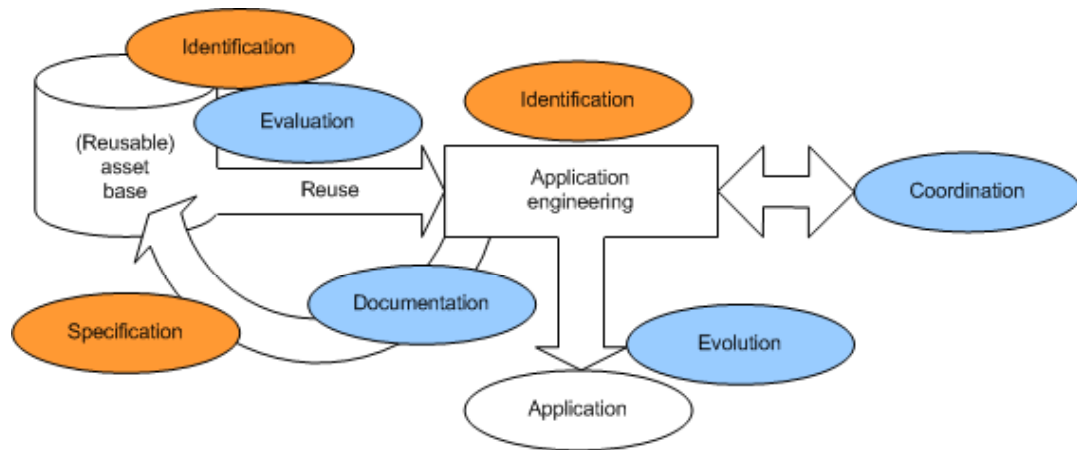 Identification
Evaluation
Identification
(Reusable)
asset
base
Reuse
Application
engineering
Coordination
Documentation
Specification
Evolution
Application